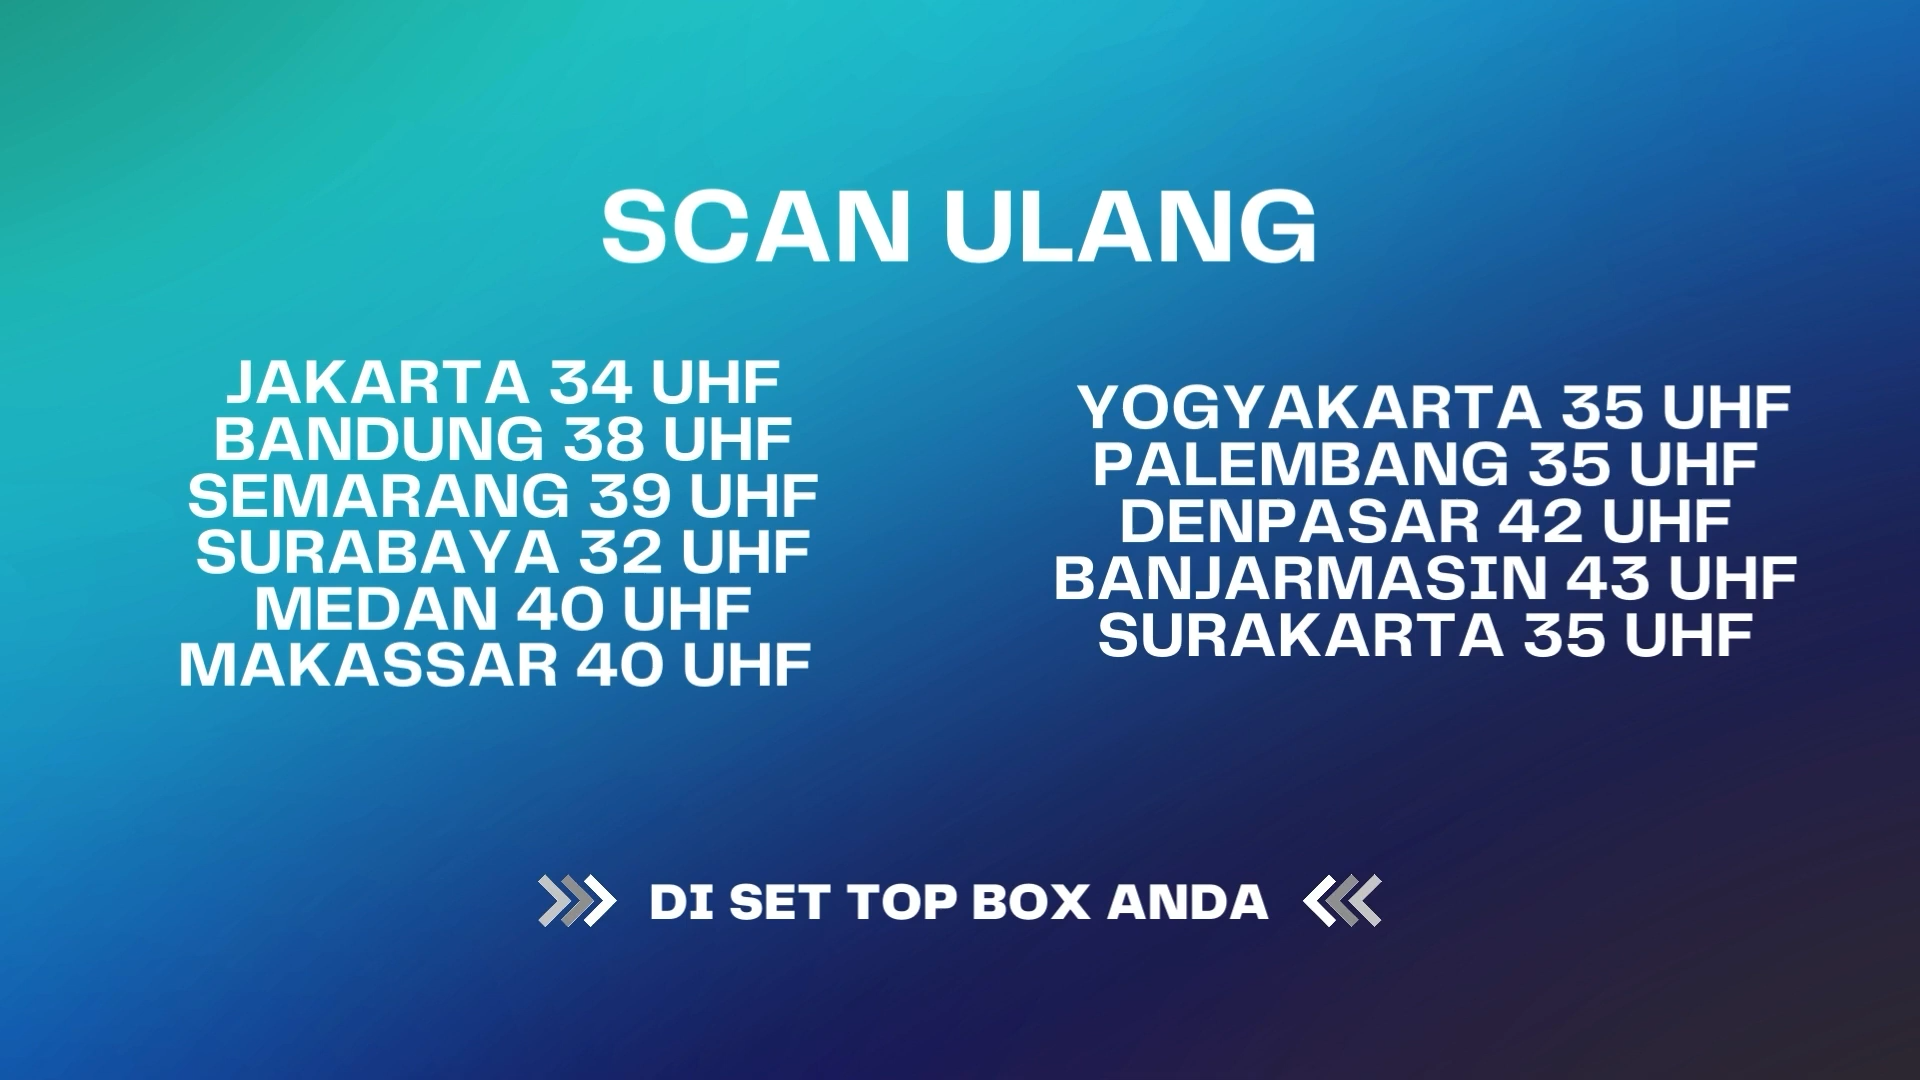 SCAN ULANG
JAKARTA 34 UHF
BANDUNG 38 UHF
SEMARANG 39 UHF
SURABAYA 32 UHF
MEDAN 40 UHF
MAKASSAR 40 UHF
YOGYAKARTA 35 UHF
PALEMBANG 35 UHF
DENPASAR 42 UHF
BANJARMASIN 43 UHF
SURAKARTA 35 UHF
DI SET TOP BOX ANDA